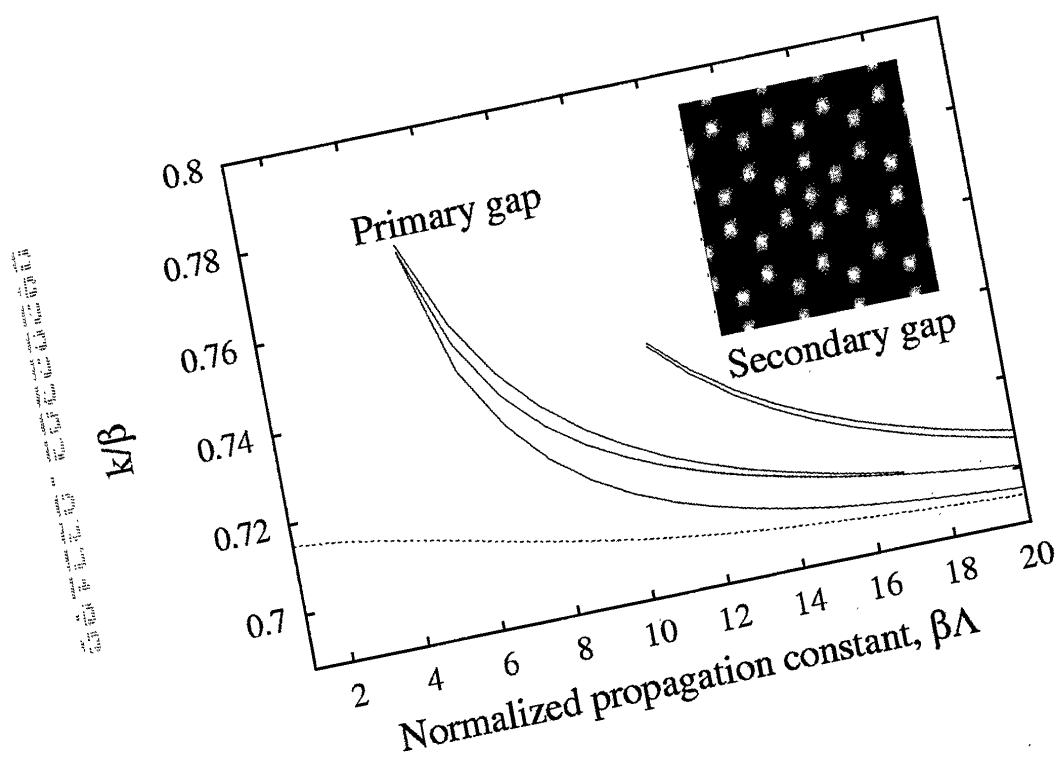 Primary gap
Secondary gap
0.8
0.78
0.76
0.74
0.72
0.7
k/β
2 4 6 8 10 12 14 16 18 20
Normalized propagation constant, βΛ